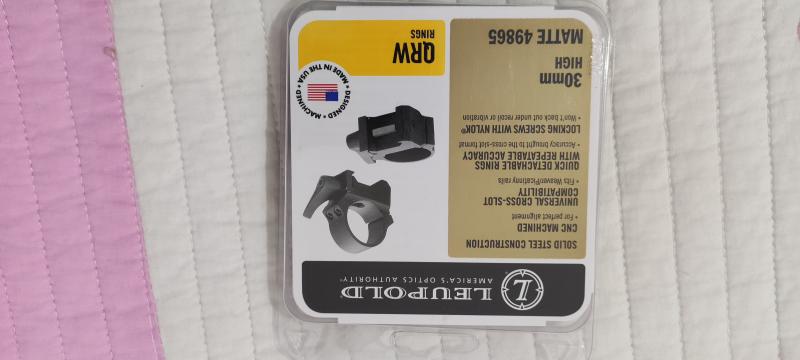 LEUPOLD
AMERICA'S OPTICS AUTHORITY™
SOLID STEEL CONSTRUCTION
CNC MACHINED
• For perfect alignment
UNIVERSAL CROSS-SLOT
COMPATIBILITY
• Fits Weaver/Picatinny rails
QUICK DETACHABLE RINGS
WITH REPEATABLE ACCURACY
• Accuracy brought to the cross-slot format
LOCKING SCREWS WITH NYLON®
• Won't back out under recoil or vibration
30mm
HIGH
MATTE 49865
DESIGNED • MACHINED • MADE IN THE USA •
QRW
RINGS